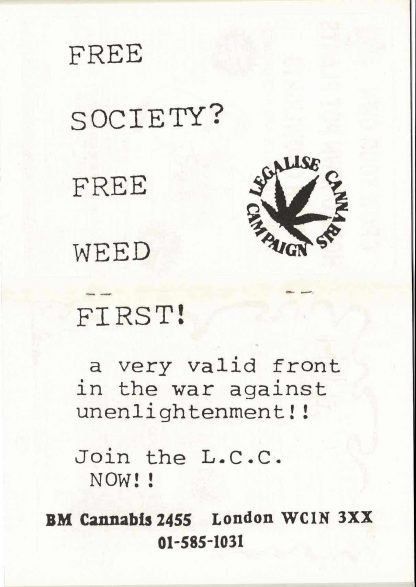 FREE
SOCIETY?
FREE
LEGALISE CANNABIS CAMPAIGN
WEED
FIRST!
a very valid front
in the war against
unenlightenment!!
Join the L.C.C.
NOW!!
BM Cannabis 2455 London WC1N 3XX
01-585-1031